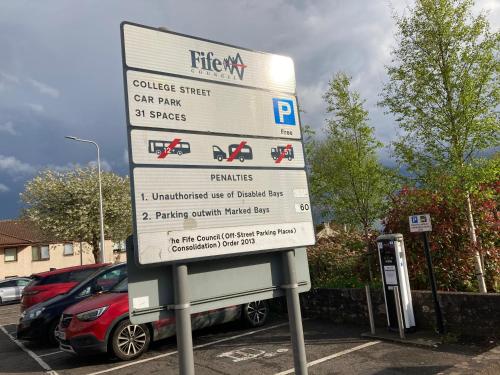 Fife
COUNCIL
COLLEGE STREET
CAR PARK
31 SPACES
P
Free
PENALTIES
1. Unauthorised use of Disabled Bays
2. Parking outwith Marked Bays
60
he Fife Council (Off-Street Parking Places)
Consolidation) Order 2013
P